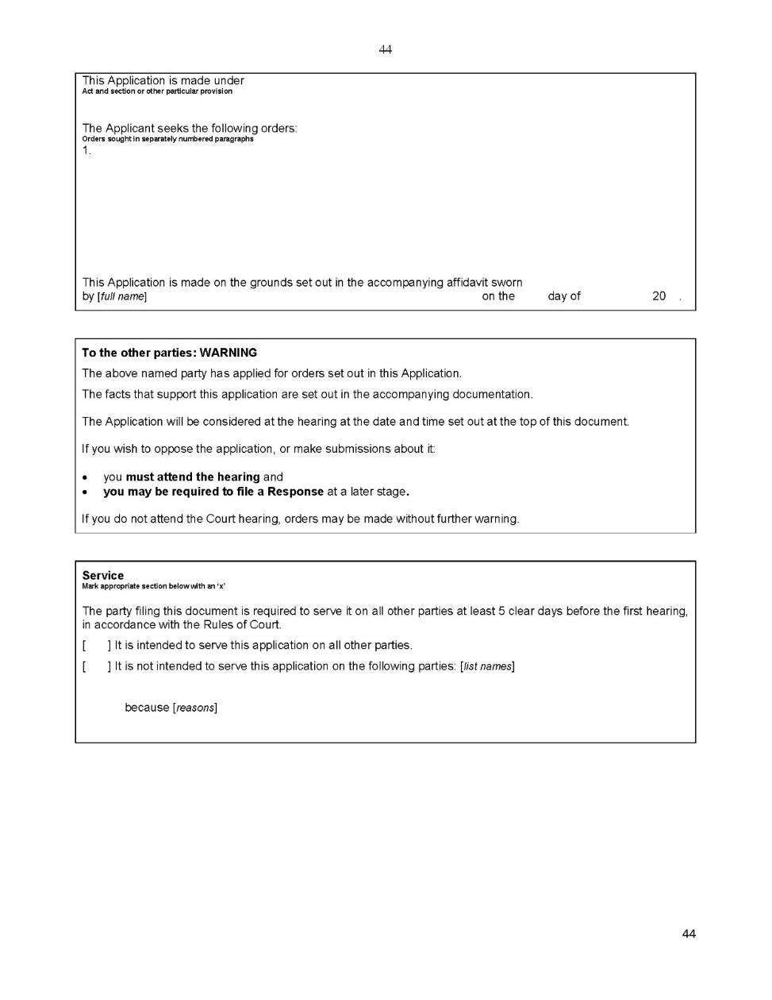 44
This Application is made under
Act and section or other particular provision
The Applicant seeks the following orders:
Orders sought in separately numbered paragraphs
1.
This Application is made on the grounds set out in the accompanying affidavit sworn
by [full name] on the day of 20 .
To the other parties: WARNING
The above named party has applied for orders set out in this Application.
The facts that support this application are set out in the accompanying documentation.
The Application will be considered at the hearing at the date and time set out at the top of this document.
If you wish to oppose the application, or make submissions about it:
• you must attend the hearing and
• you may be required to file a Response at a later stage.
If you do not attend the Court hearing, orders may be made without further warning.
Service
Mark appropriate section below with an ‘x’
The party filing this document is required to serve it on all other parties at least 5 clear days before the first hearing,
in accordance with the Rules of Court.
[ ] It is intended to serve this application on all other parties.
[ ] It is not intended to serve this application on the following parties: [list names]
because [reasons]
44